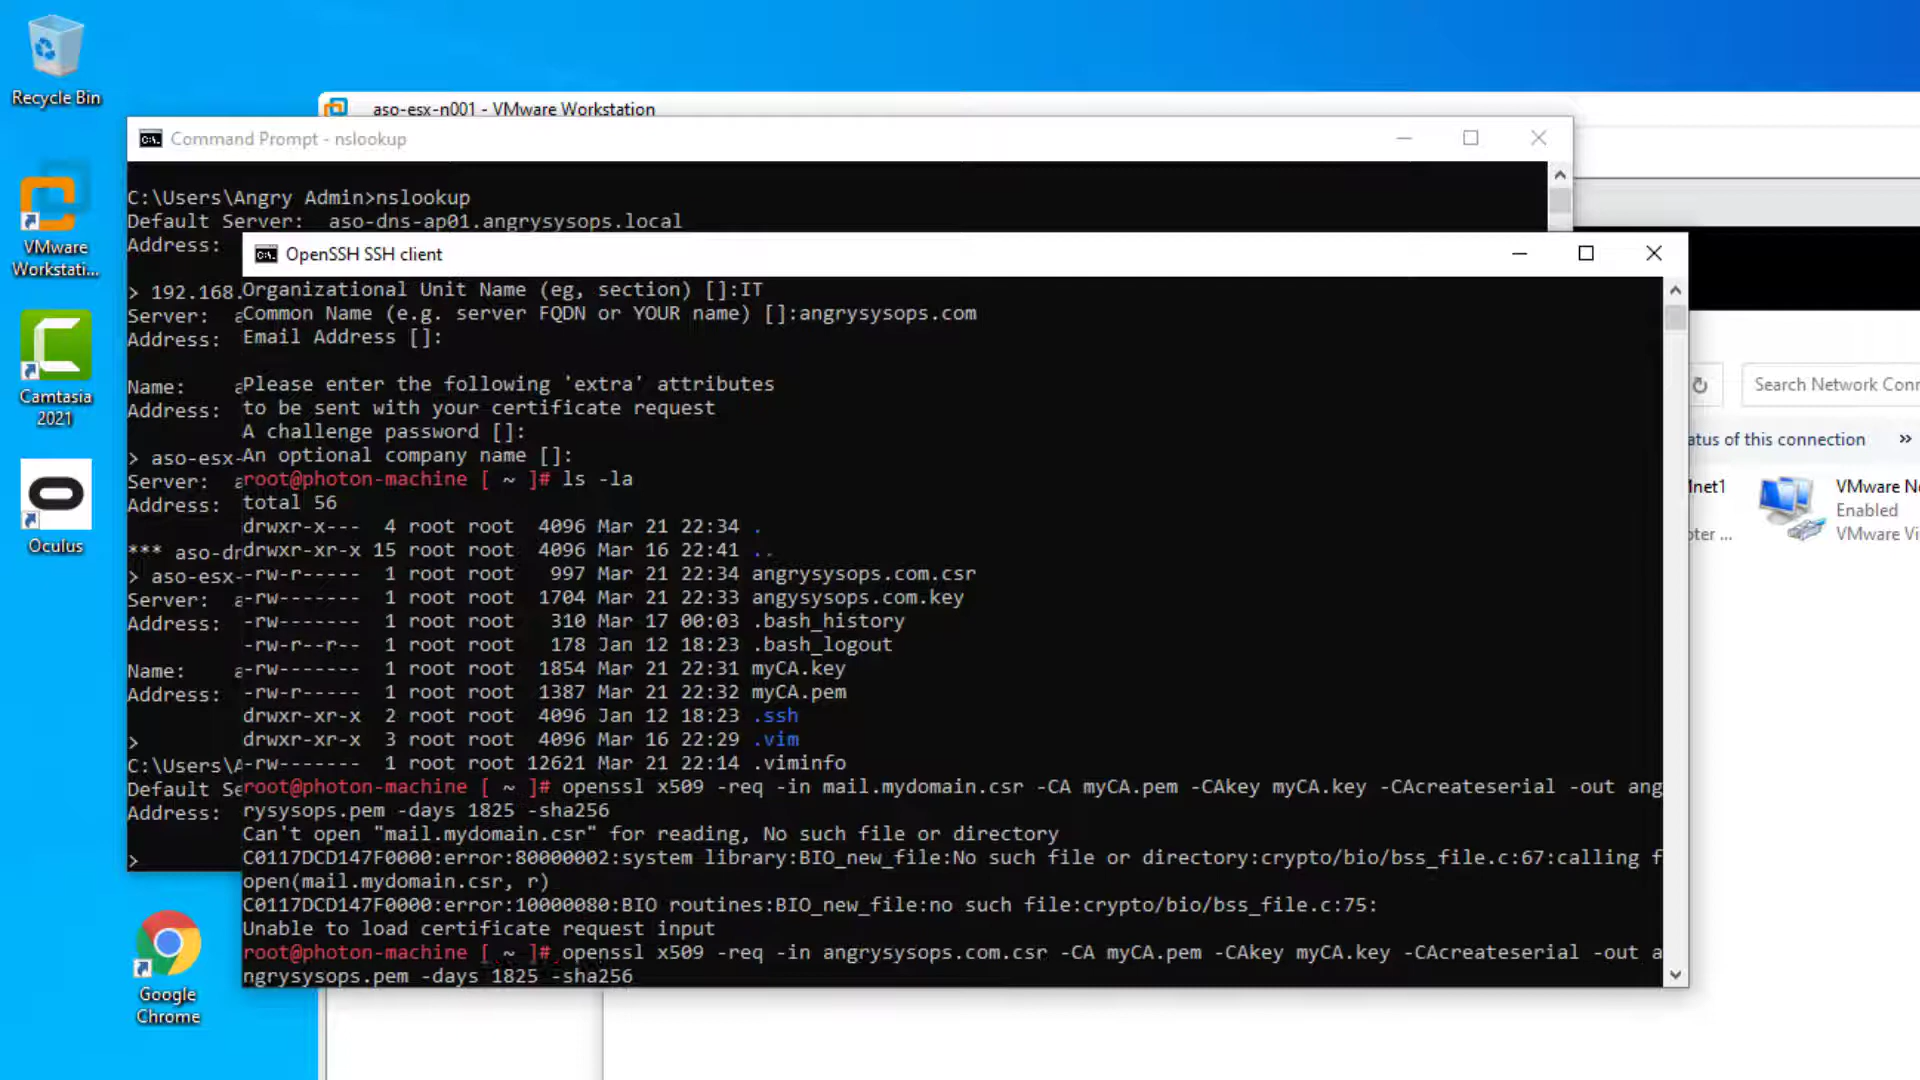 Recycle Bin
VMware
Workstati...
Camtasia
2021
Oculus
Google
Chrome
aso-esx-n001 - VMware Workstation
Command Prompt - nslookup
C:\Users\Angry Admin>nslookup
Default Server:  aso-dns-ap01.angrysysops.local
Address:
> 192.168.
Server:  a
Address:
Name:    a
Address:
> aso-esx-
Server:  a
Address:
*** aso-dn
> aso-esx-
Server:  a
Address:
Name:    a
Address:
>
C:\Users\A
Default Se
Address:
>
OpenSSH SSH client
Organizational Unit Name (eg, section) []:IT
Common Name (e.g. server FQDN or YOUR name) []:angrysysops.com
Email Address []:
Please enter the following 'extra' attributes
to be sent with your certificate request
A challenge password []:
An optional company name []:
root@photon-machine [ ~ ]# ls -la
total 56
drwxr-x---  4 root root  4096 Mar 21 22:34 .
drwxr-xr-x 15 root root  4096 Mar 16 22:41 ..
-rw-r-----  1 root root   997 Mar 21 22:34 angrysysops.com.csr
-rw-------  1 root root  1704 Mar 21 22:33 angysysops.com.key
-rw-------  1 root root   310 Mar 17 00:03 .bash_history
-rw-r--r--  1 root root   178 Jan 12 18:23 .bash_logout
-rw-------  1 root root  1854 Mar 21 22:31 myCA.key
-rw-r-----  1 root root  1387 Mar 21 22:32 myCA.pem
drwxr-xr-x  2 root root  4096 Jan 12 18:23 .ssh
drwxr-xr-x  3 root root  4096 Mar 16 22:29 .vim
-rw-------  1 root root 12621 Mar 21 22:14 .viminfo
root@photon-machine [ ~ ]# openssl x509 -req -in mail.mydomain.csr -CA myCA.pem -CAkey myCA.key -CAcreateserial -out ang
rysysops.pem -days 1825 -sha256
Can't open "mail.mydomain.csr" for reading, No such file or directory
C0117DCD147F0000:error:80000002:system library:BIO_new_file:No such file or directory:crypto/bio/bss_file.c:67:calling f
open(mail.mydomain.csr, r)
C0117DCD147F0000:error:10000080:BIO routines:BIO_new_file:no such file:crypto/bio/bss_file.c:75:
Unable to load certificate request input
root@photon-machine [ ~ ]# openssl x509 -req -in angrysysops.com.csr -CA myCA.pem -CAkey myCA.key -CAcreateserial -out a
ngrysysops.pem -days 1825 -sha256
Search Network Conn
atus of this connection »
lnet1
pter ...
VMware Ne
Enabled
VMware Vi